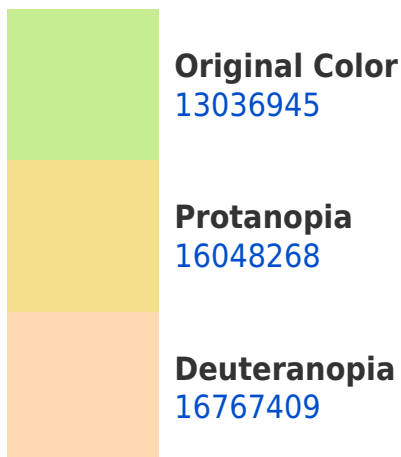 Original Color
13036945
Protanopia
16048268
Deuteranopia
16767409